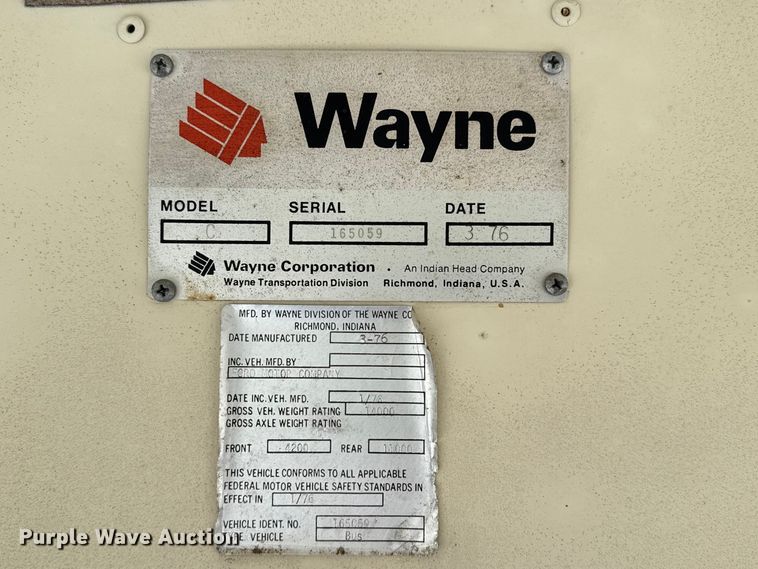 Wayne
MODEL SERIAL DATE
C 165059 3 76
Wayne Corporation . An Indian Head Company
Wayne Transportation Division Richmond, Indiana, U.S.A.
MFD. BY WAYNE DIVISION OF THE WAYNE CO
RICHMOND, INDIANA
DATE MANUFACTURED 3-76
INC. VEH. MFD. BY
FORD MOTOR COMPANY
DATE INC. VEH. MFD. 1/76
GROSS VEH. WEIGHT RATING 14000
GROSS AXLE WEIGHT RATING
FRONT 4200 REAR 11000
THIS VEHICLE CONFORMS TO ALL APPLICABLE
FEDERAL MOTOR VEHICLE SAFETY STANDARDS IN
EFFECT IN 1/76
VEHICLE IDENT. NO. 165059
VEHICLE Bus
Purple Wave Auction